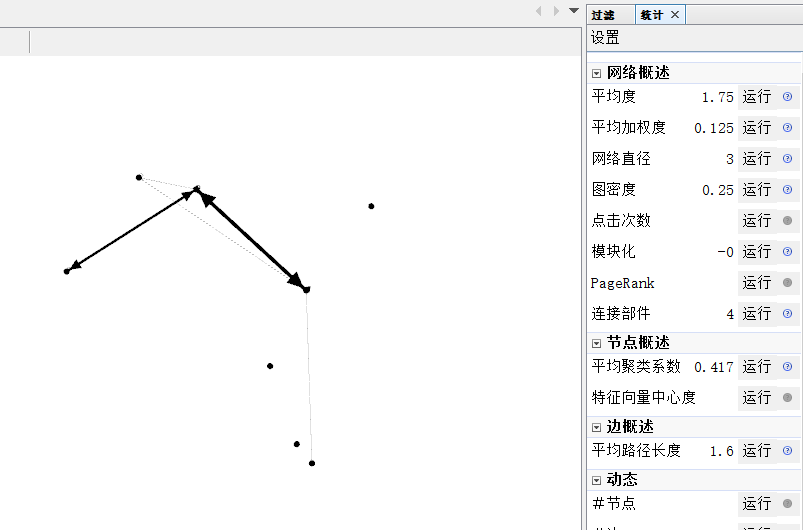 过滤 统计
设置
网络概述
平均度 1.75 运行
平均加权度 0.125 运行
网络直径 3 运行
图密度 0.25 运行
点击次数 运行
模块化 -0 运行
PageRank 运行
连接部件 4 运行
节点概述
平均聚类系数 0.417 运行
特征向量中心度 运行
边概述
平均路径长度 1.6 运行
动态
#节点 运行